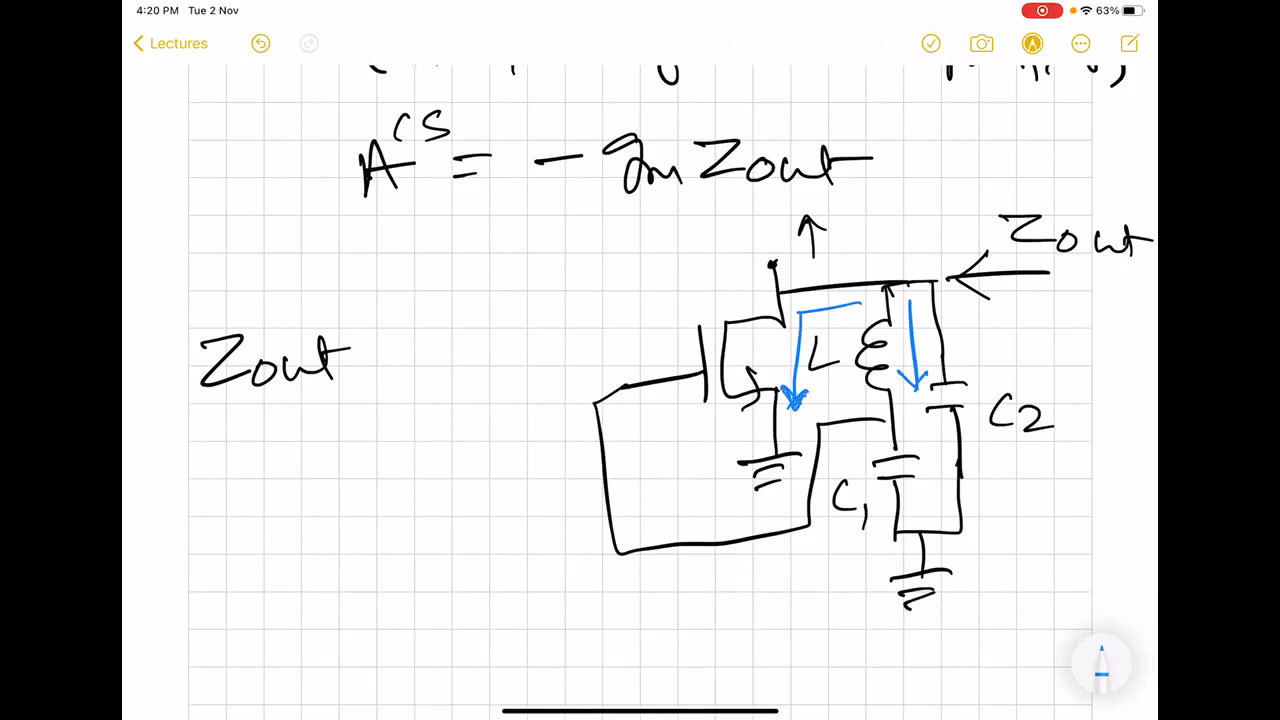 4:20 PM Tue 2 Nov
63%
Lectures
A^CS = - gm Zout
Zout
Zout
L
C2
C1